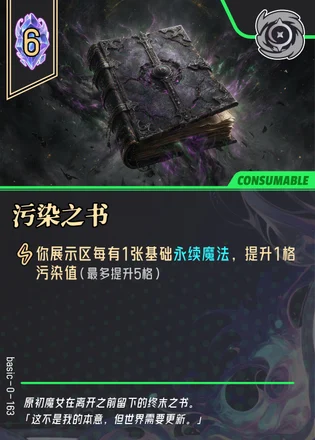 6
CONSUMABLE
污染之书
你展示区每有1张基础永续魔法，提升1格
污染值（最多提升5格）
basic-0-163
原初魔女在离开之前留下的终末之书。
「这不是我的本意，但世界需要更新。」